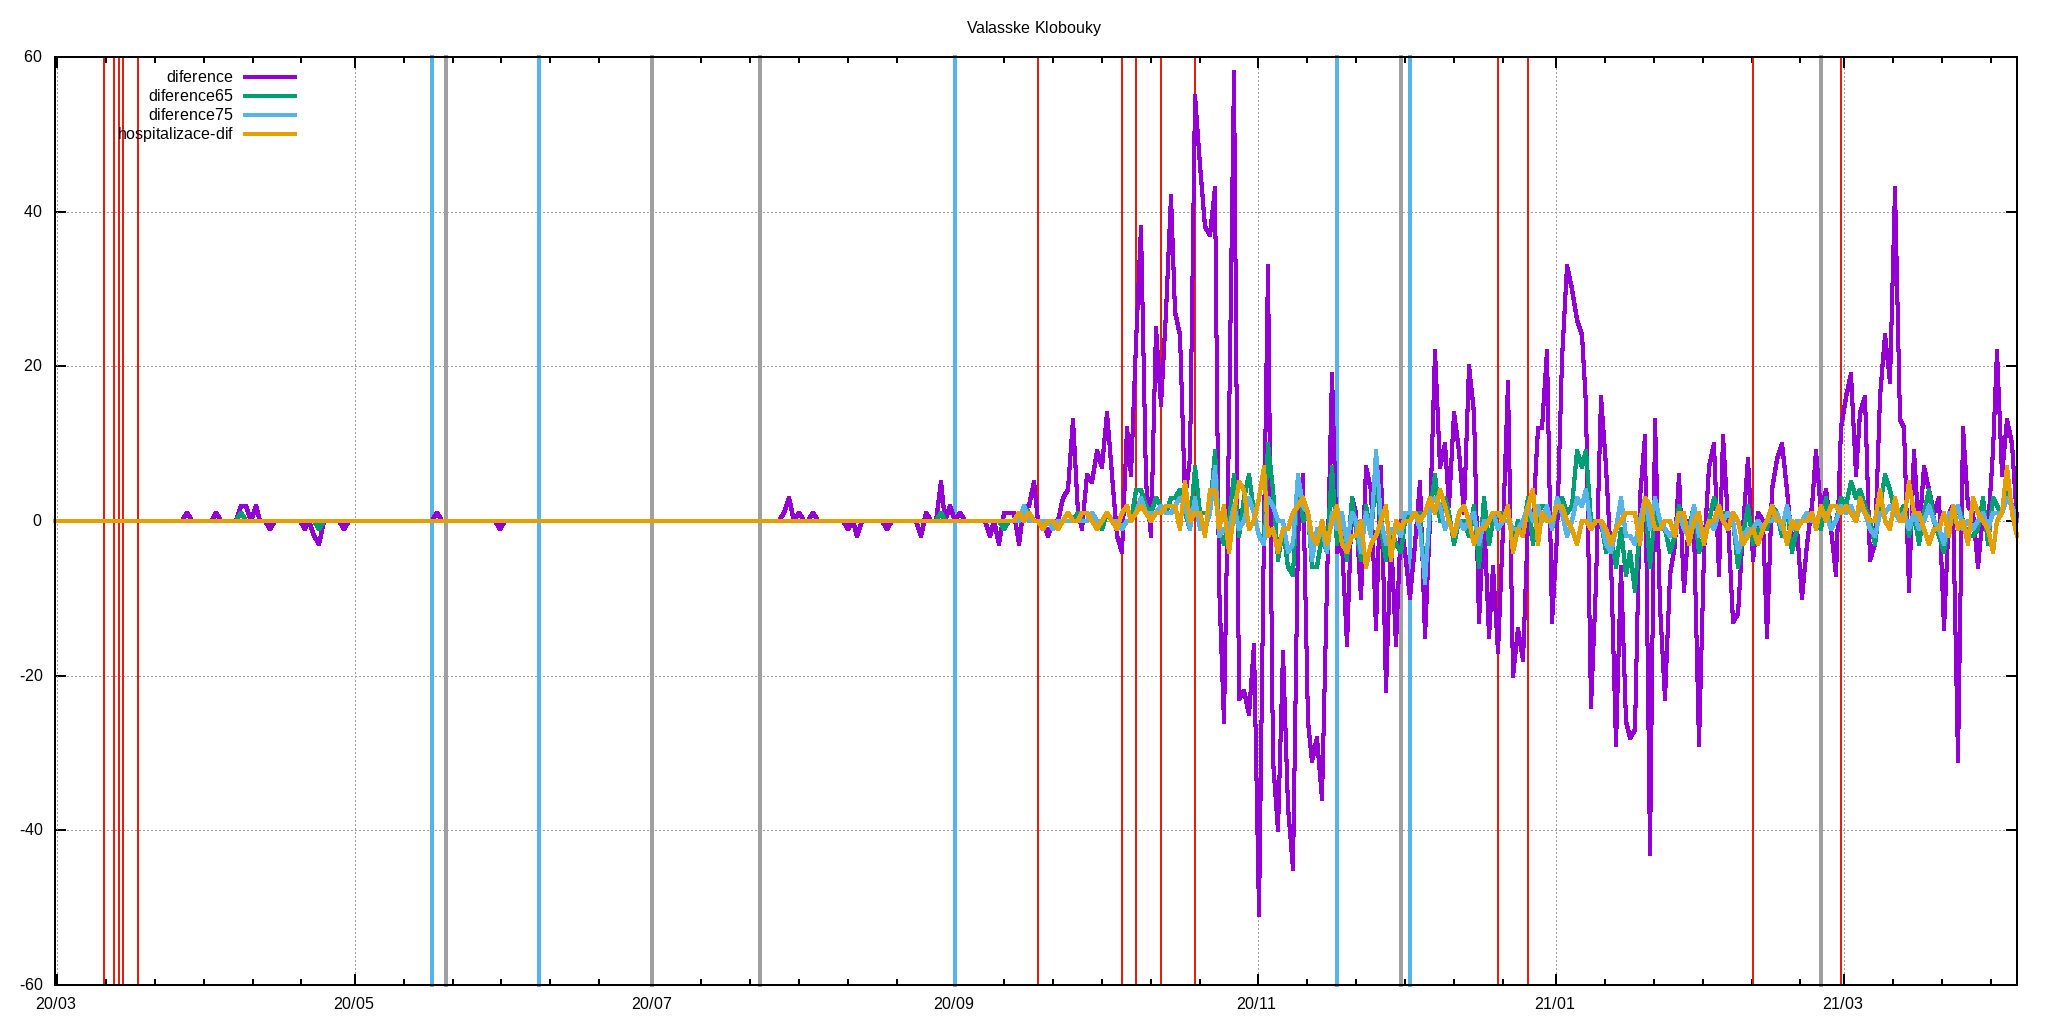 Valasske Klobouky
60
40
20
0
-20
-40
-60
diference
diference65
diference75
hospitalizace-dif
20/03 20/05 20/07 20/09 20/11 21/01 21/03